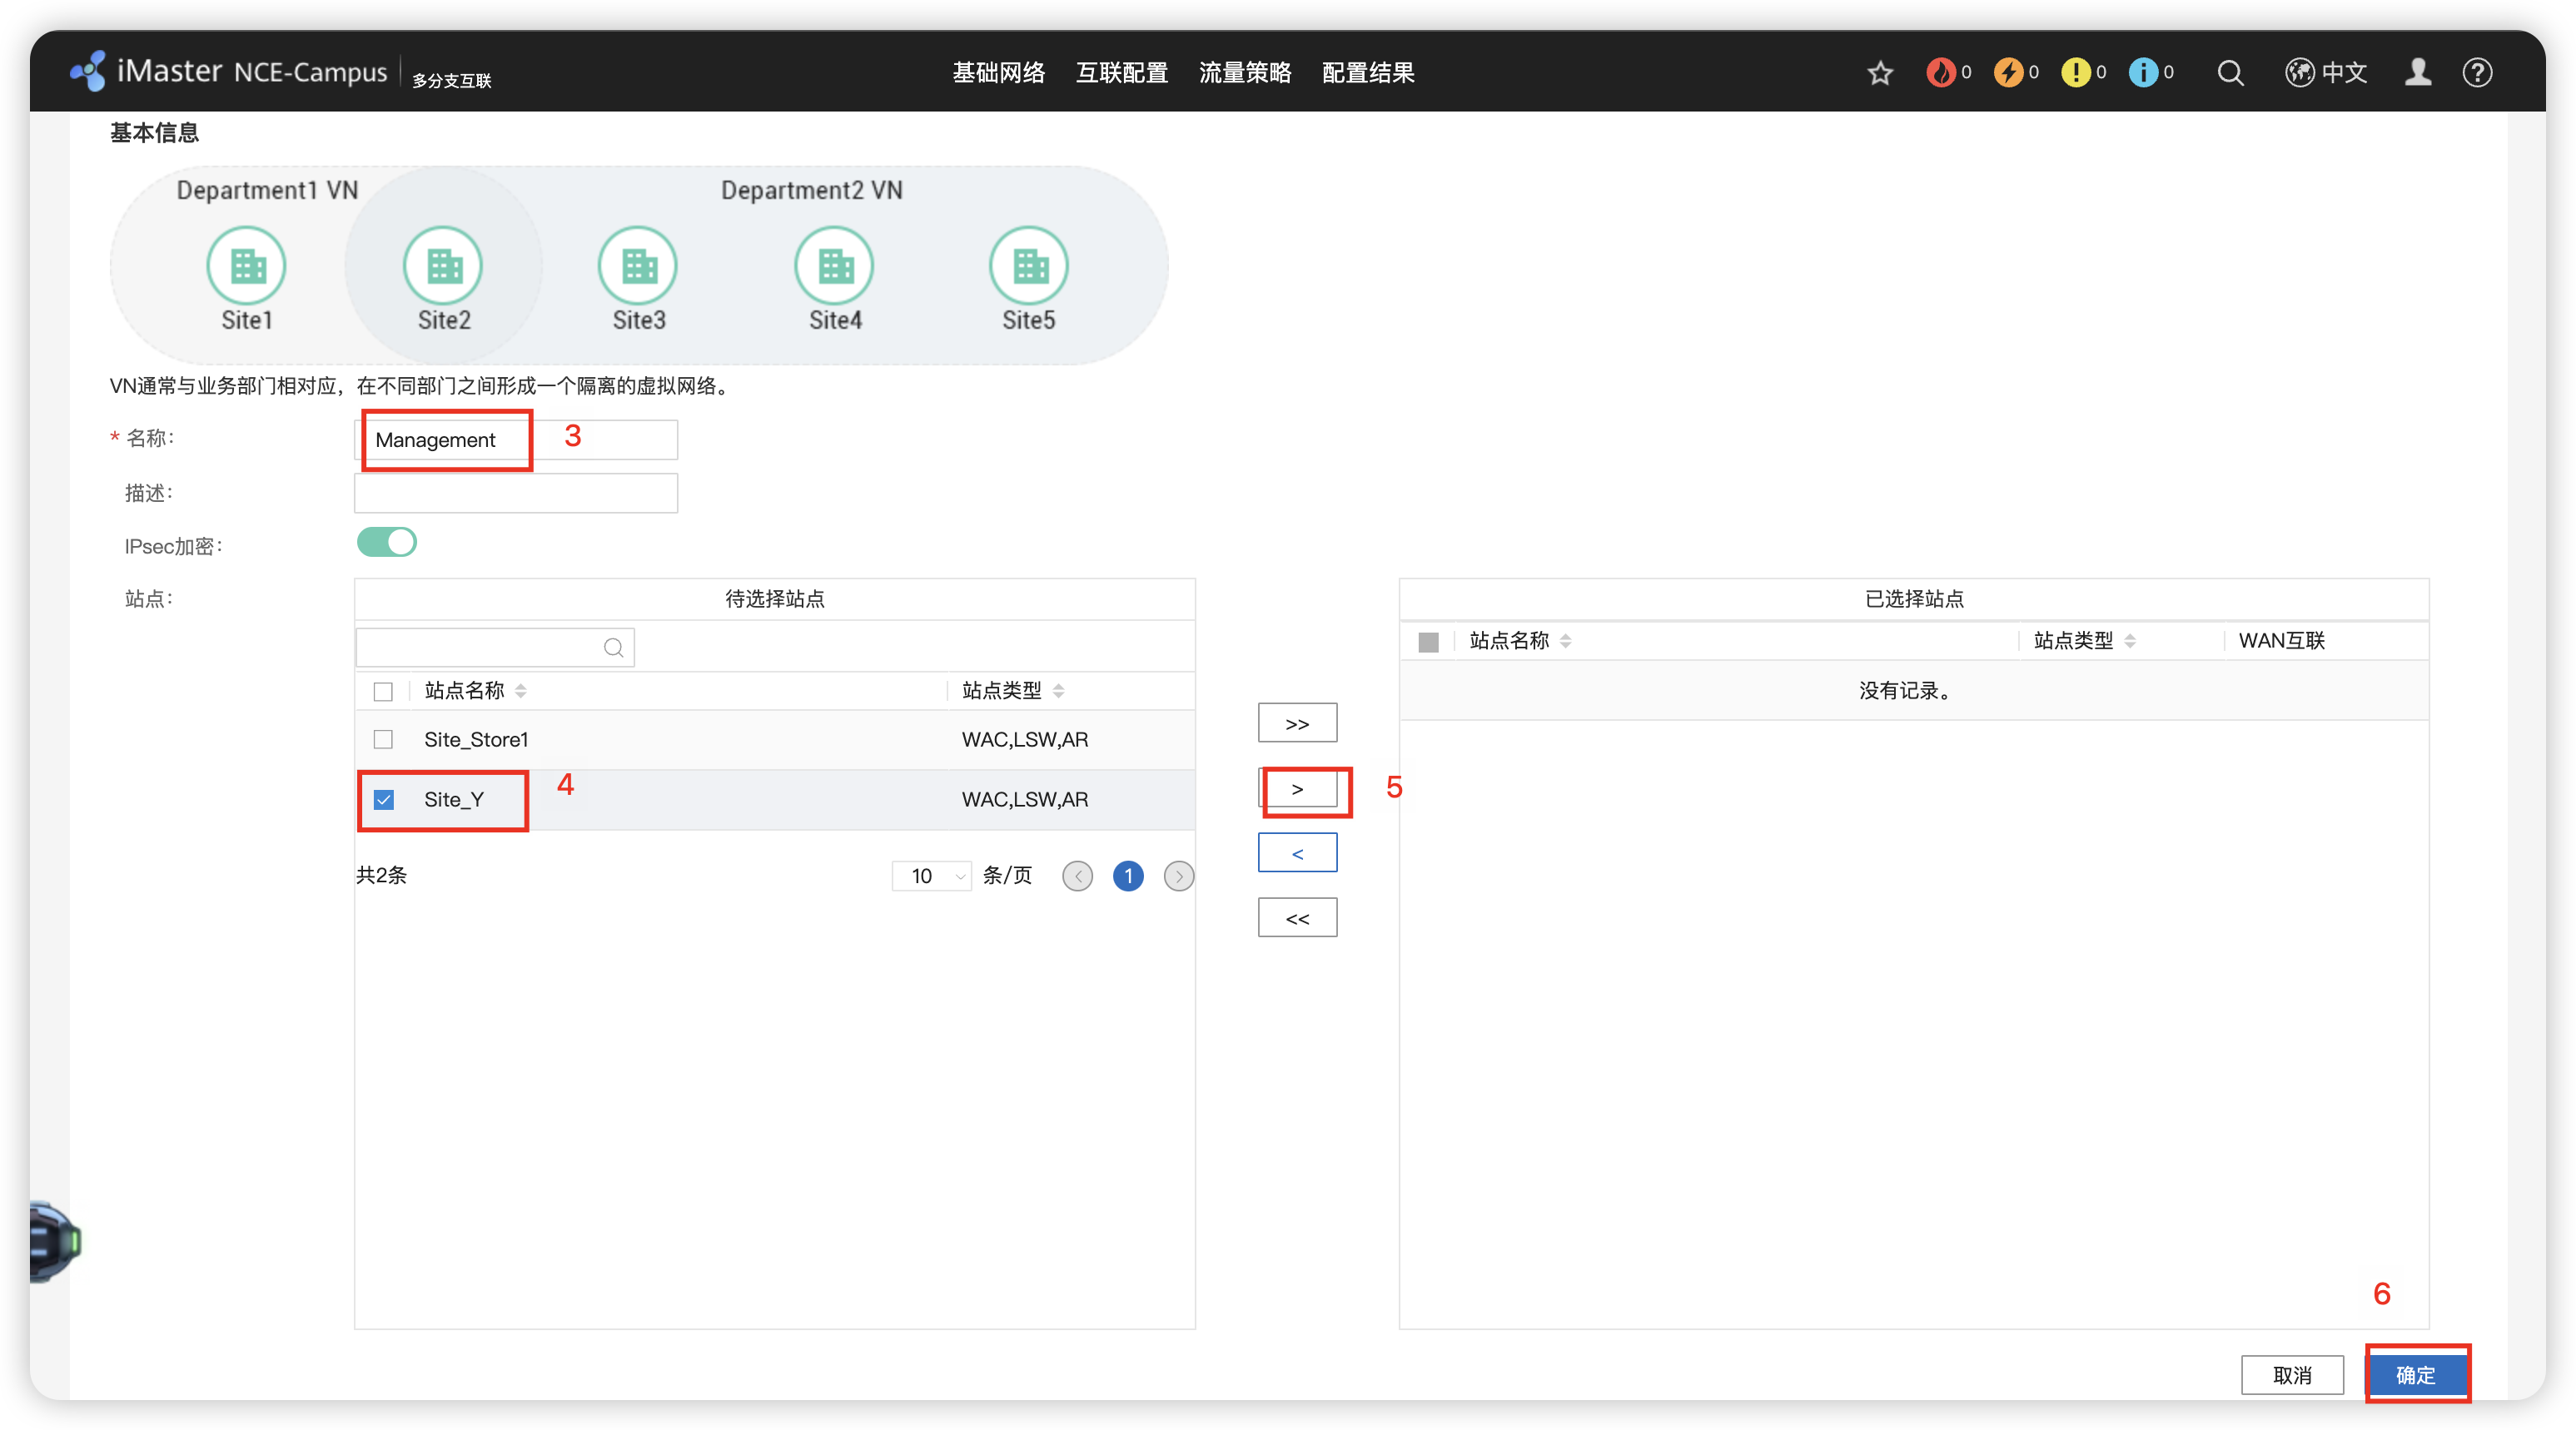 iMaster NCE-Campus 多分支互联 基础网络 互联配置 流量策略 配置结果 0 0 0 0 中文
基本信息
Department1 VN Department2 VN
Site1 Site2 Site3 Site4 Site5
VN通常与业务部门相对应，在不同部门之间形成一个隔离的虚拟网络。
* 名称： Management 3
描述：
IPsec加密：
站点： 待选择站点 已选择站点
站点名称 站点类型 WAN互联
站点名称 站点类型 没有记录。
>>
Site_Store1 WAC,LSW,AR
4 > 5
Site_Y WAC,LSW,AR
<
共2条 10 条/页 1
<<
6
取消 确定